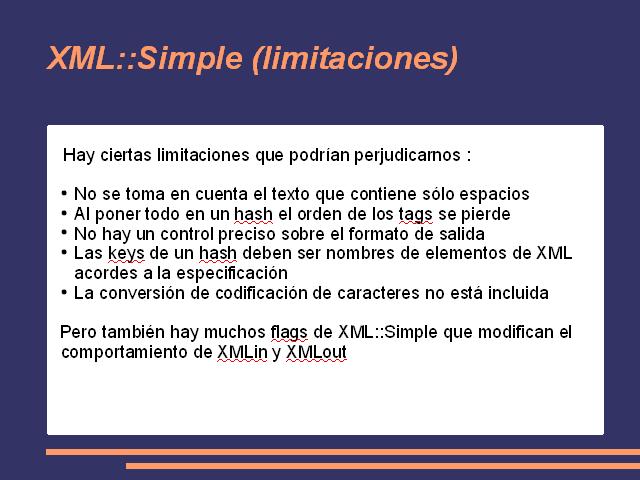 XML::Simple (limitaciones)
Hay ciertas limitaciones que podrían perjudicarnos :
• No se toma en cuenta el texto que contiene sólo espacios
• Al poner todo en un hash el orden de los tags se pierde
• No hay un control preciso sobre el formato de salida
• Las keys de un hash deben ser nombres de elementos de XML
acordes a la especificación
• La conversión de codificación de caracteres no está incluida
Pero también hay muchos flags de XML::Simple que modifican el
comportamiento de XMLin y XMLout